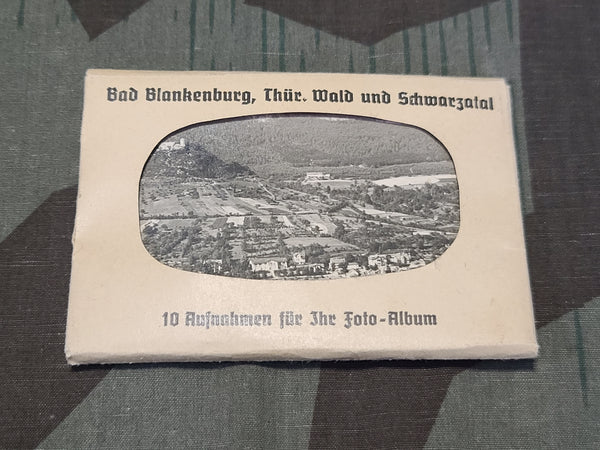 Bad Blankenburg, Thür. Wald und Schwarzatal
10 Aufnahmen für Ihr Foto-Album